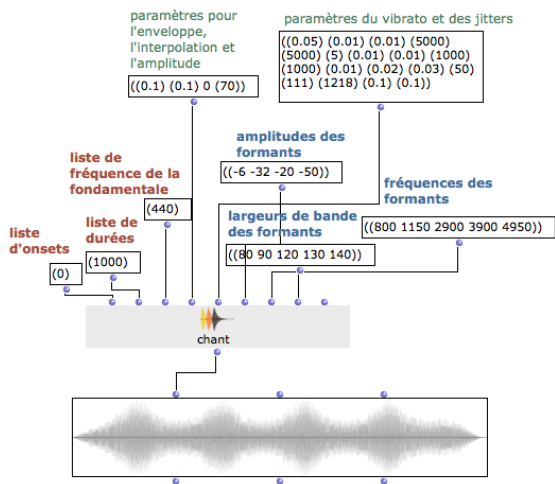 paramètres pour
l'enveloppe,
l'interpolation et
l'amplitude
((0.1) (0.1) 0 (70))
paramètres du vibrato et des jitters
((0.05) (0.01) (0.01) (5000)
(5000) (5) (0.01) (0.01) (1000)
(1000) (0.01) (0.02) (0.03) (50)
(111) (1218) (0.1) (0.1))
amplitudes des
formants
((-6 -32 -20 -50))
liste de
fréquence de la
fondamentale
(440)
fréquences des
formants
((800 1150 2900 3900 4950))
largeurs de bande
des formants
((80 90 120 130 140))
liste
d'onsets
(0)
liste de
durées
(1000)
chant